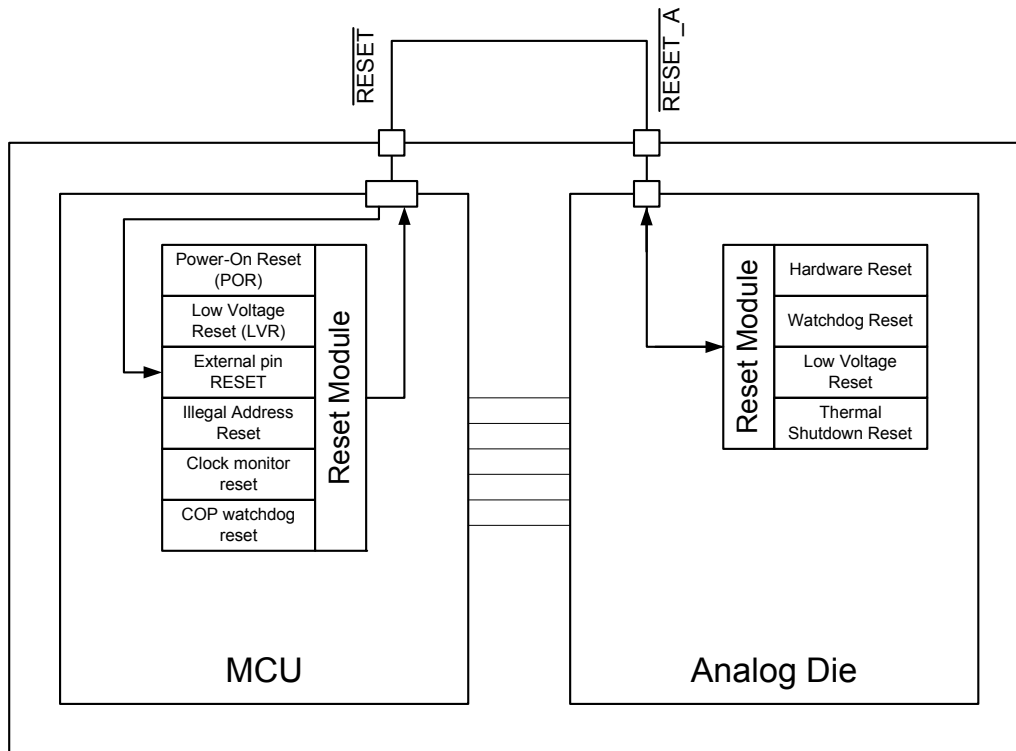 RESET
RESET_A
Power-On Reset
(POR)
Low Voltage
Reset (LVR)
External pin
RESET
Illegal Address
Reset
Clock monitor
reset
COP watchdog
reset
Reset Module
MCU
Reset Module
Hardware Reset
Watchdog Reset
Low Voltage
Reset
Thermal
Shutdown Reset
Analog Die